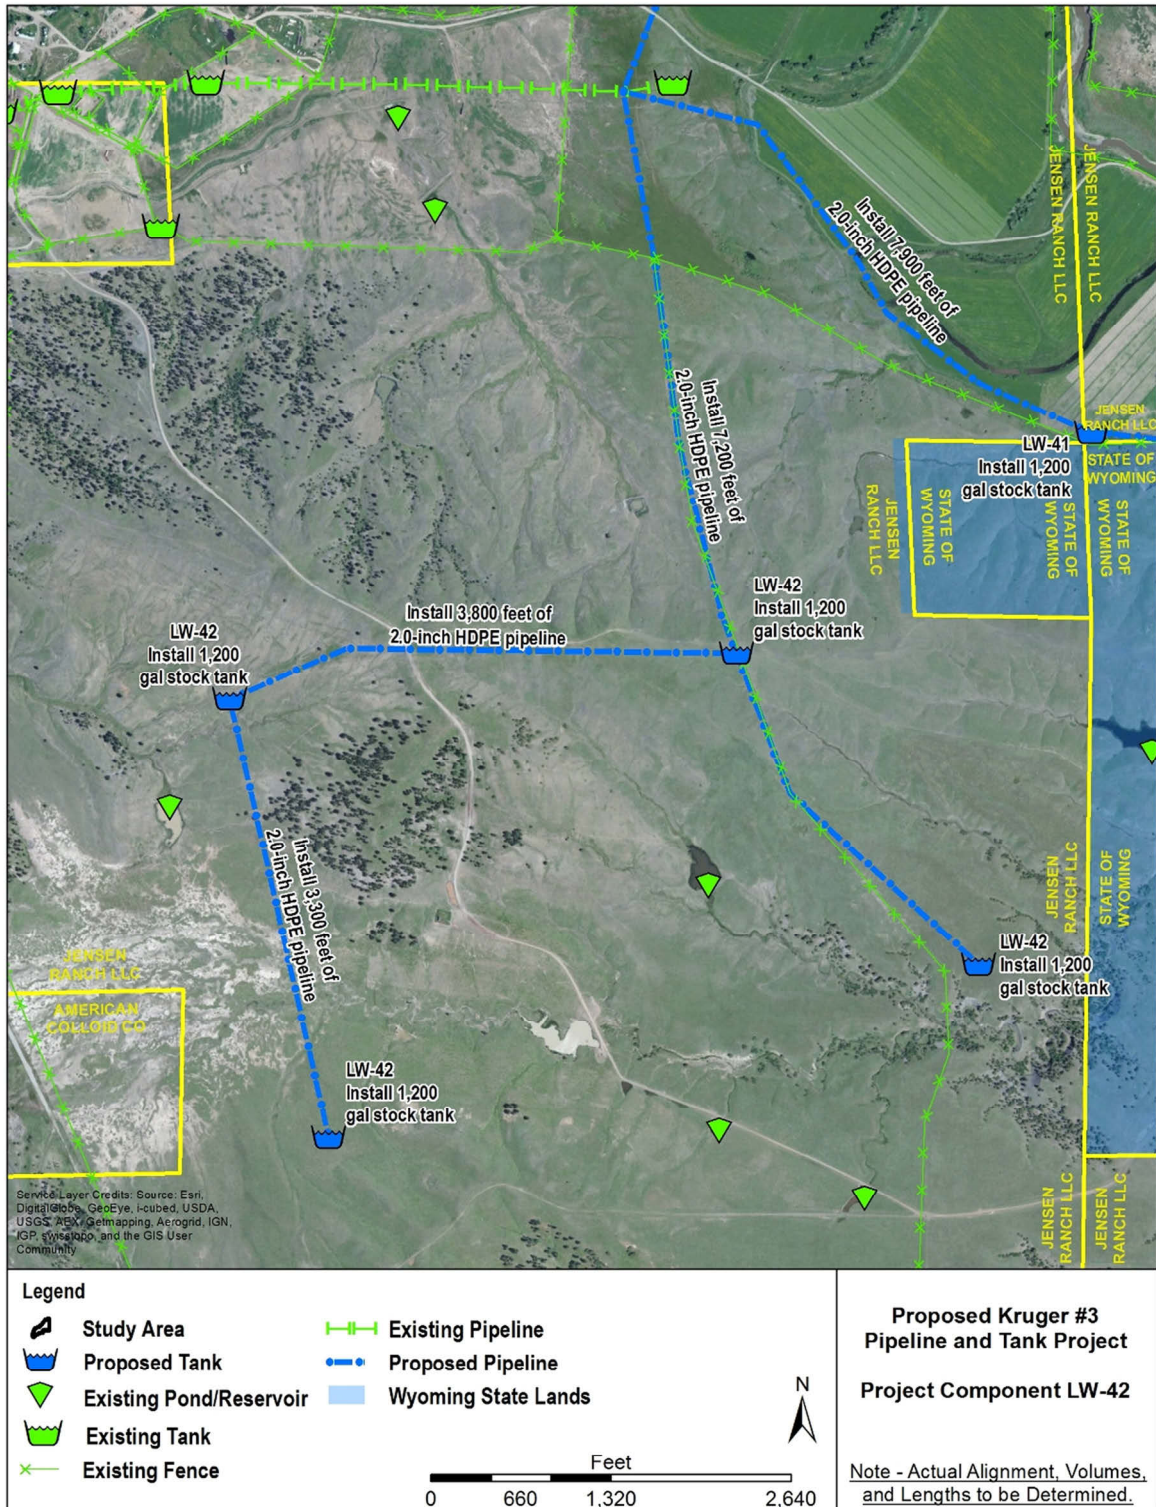 JENSEN RANCH LLC
JENSEN RANCH LLC
Install 7,900 feet of
2.0-inch HDPE pipeline
Install 7,200 feet of
2.0-inch HDPE pipeline
JENSEN
RANCH LLC
LW-41
Install 1,200
gal stock tank
STATE OF
WYOMING
JENSEN
RANCH LLC
STATE OF
WYOMING
STATE OF
WYOMING
STATE OF
WYOMING
LW-42
Install 1,200
gal stock tank
Install 3,800 feet of
2.0-inch HDPE pipeline
LW-42
Install 1,200
gal stock tank
Install 3,300 feet of
2.0-inch HDPE pipeline
JENSEN
RANCH LLC
STATE OF
WYOMING
LW-42
Install 1,200
gal stock tank
JENSEN
RANCH LLC
AMERICAN
COLLOID CO
LW-42
Install 1,200
gal stock tank
JENSEN
RANCH LLC
JENSEN
RANCH LLC
Service Layer Credits: Source: Esri,
DigitalGlobe, GeoEye, i-cubed, USDA,
USGS, AEX, Getmapping, Aerogrid, IGN,
IGP, swisstopo, and the GIS User
Community
Legend
Study Area
Proposed Tank
Existing Pond/Reservoir
Existing Tank
Existing Fence
Existing Pipeline
Proposed Pipeline
Wyoming State Lands
N
Feet
0 660 1,320 2,640
Proposed Kruger #3
Pipeline and Tank Project
Project Component LW-42
Note - Actual Alignment, Volumes,
and Lengths to be Determined.